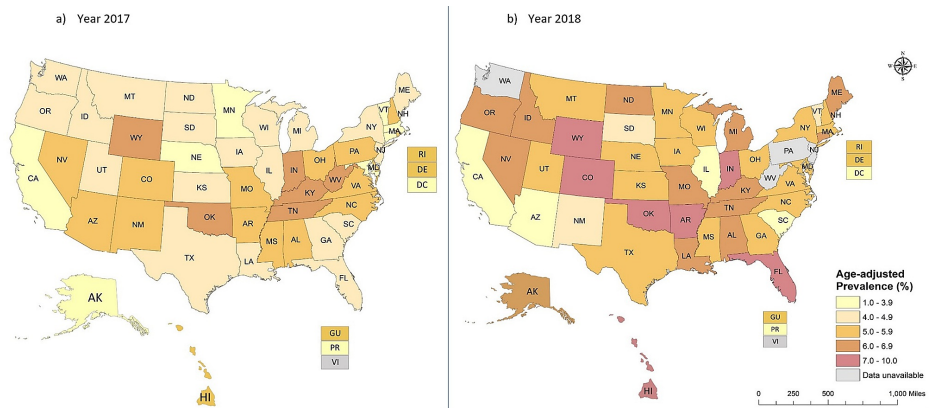 a) Year 2017
b) Year 2018
WA
OR
CA
ID
NV
MT
WY
UT
AZ
CO
NM
ND
SD
NE
KS
OK
TX
MN
IA
MO
AR
LA
WI
IL
MI
IN
OH
KY
TN
MS
AL
GA
FL
SC
NC
VA
WV
PA
NY
VT
NH
ME
MA
NJ
MD
RI
DE
DC
AK
HI
GU
PR
VI
WA
OR
CA
ID
NV
MT
WY
UT
AZ
CO
NM
ND
SD
NE
KS
OK
TX
MN
IA
MO
AR
LA
WI
IL
MI
IN
OH
KY
TN
MS
AL
GA
FL
SC
NC
VA
WV
PA
NY
VT
NH
ME
MA
NJ
MD
RI
DE
DC
AK
HI
GU
PR
VI
N
W
E
S
Age-adjusted
Prevalence (%)
1.0 - 3.9
4.0 - 4.9
5.0 - 5.9
6.0 - 6.9
7.0 - 10.0
Data unavailable
0 250 500 1,000 Miles